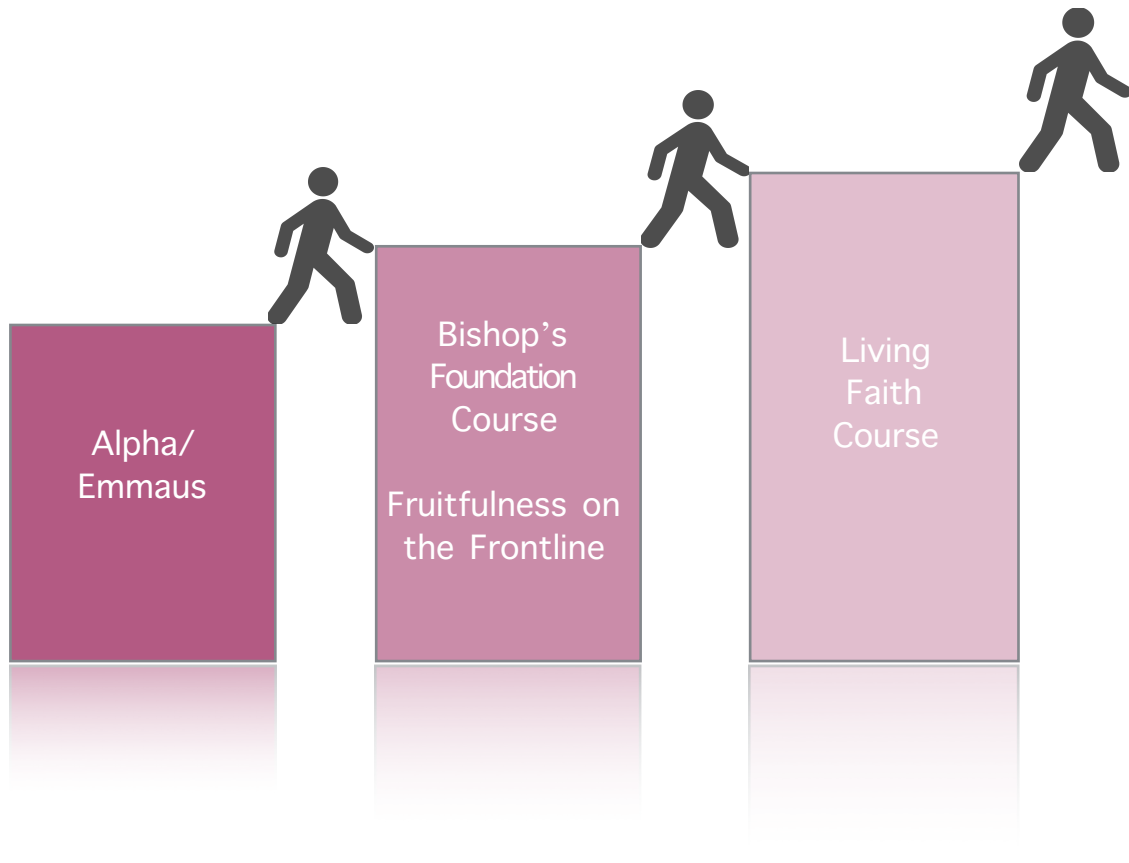 Alpha/
Emmaus
Bishop’s
Foundation
Course
Fruitfulness on
the Frontline
Living
Faith
Course